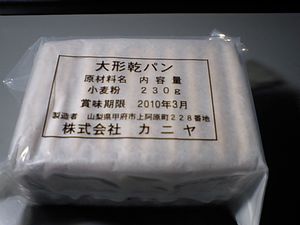 大形乾パン
原材料名 内容量
小麦粉 230g
賞味期限 2010年3月
製造者 山梨県甲府市上阿原町228番地
株式会社 カニヤ